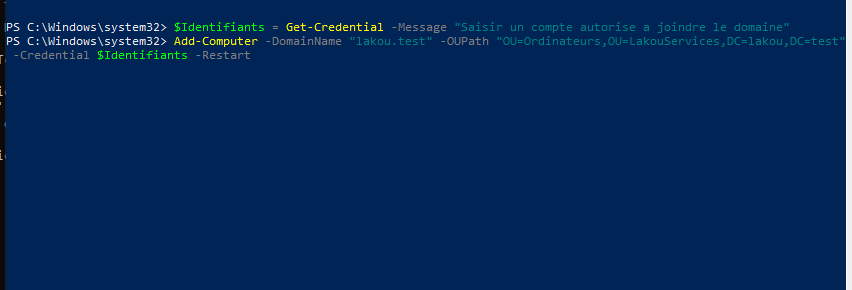 PS C:\Windows\system32> $Identifiants = Get-Credential -Message "Saisir un compte autorise a joindre le domaine"
PS C:\Windows\system32> Add-Computer -DomainName "lakou.test" -OUPath "OU=Ordinateurs,OU=LakouServices,DC=lakou,DC=test"
-Credential $Identifiants -Restart